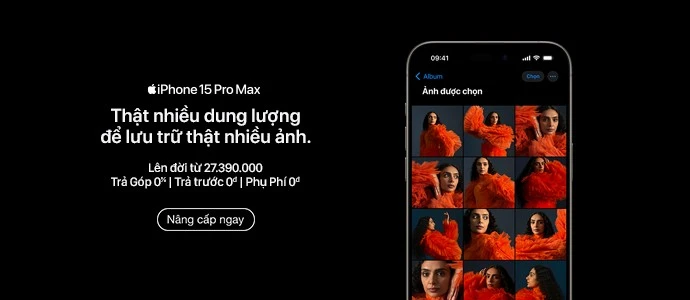 iPhone 15 Pro Max
Thật nhiều dung lượng
để lưu trữ thật nhiều ảnh.
Lên đời từ 27.390.000
Trả Góp 0% | Trả trước 0đ | Phụ Phí 0đ
Nâng cấp ngay
09:41
Album
Chọn
Ảnh được chọn